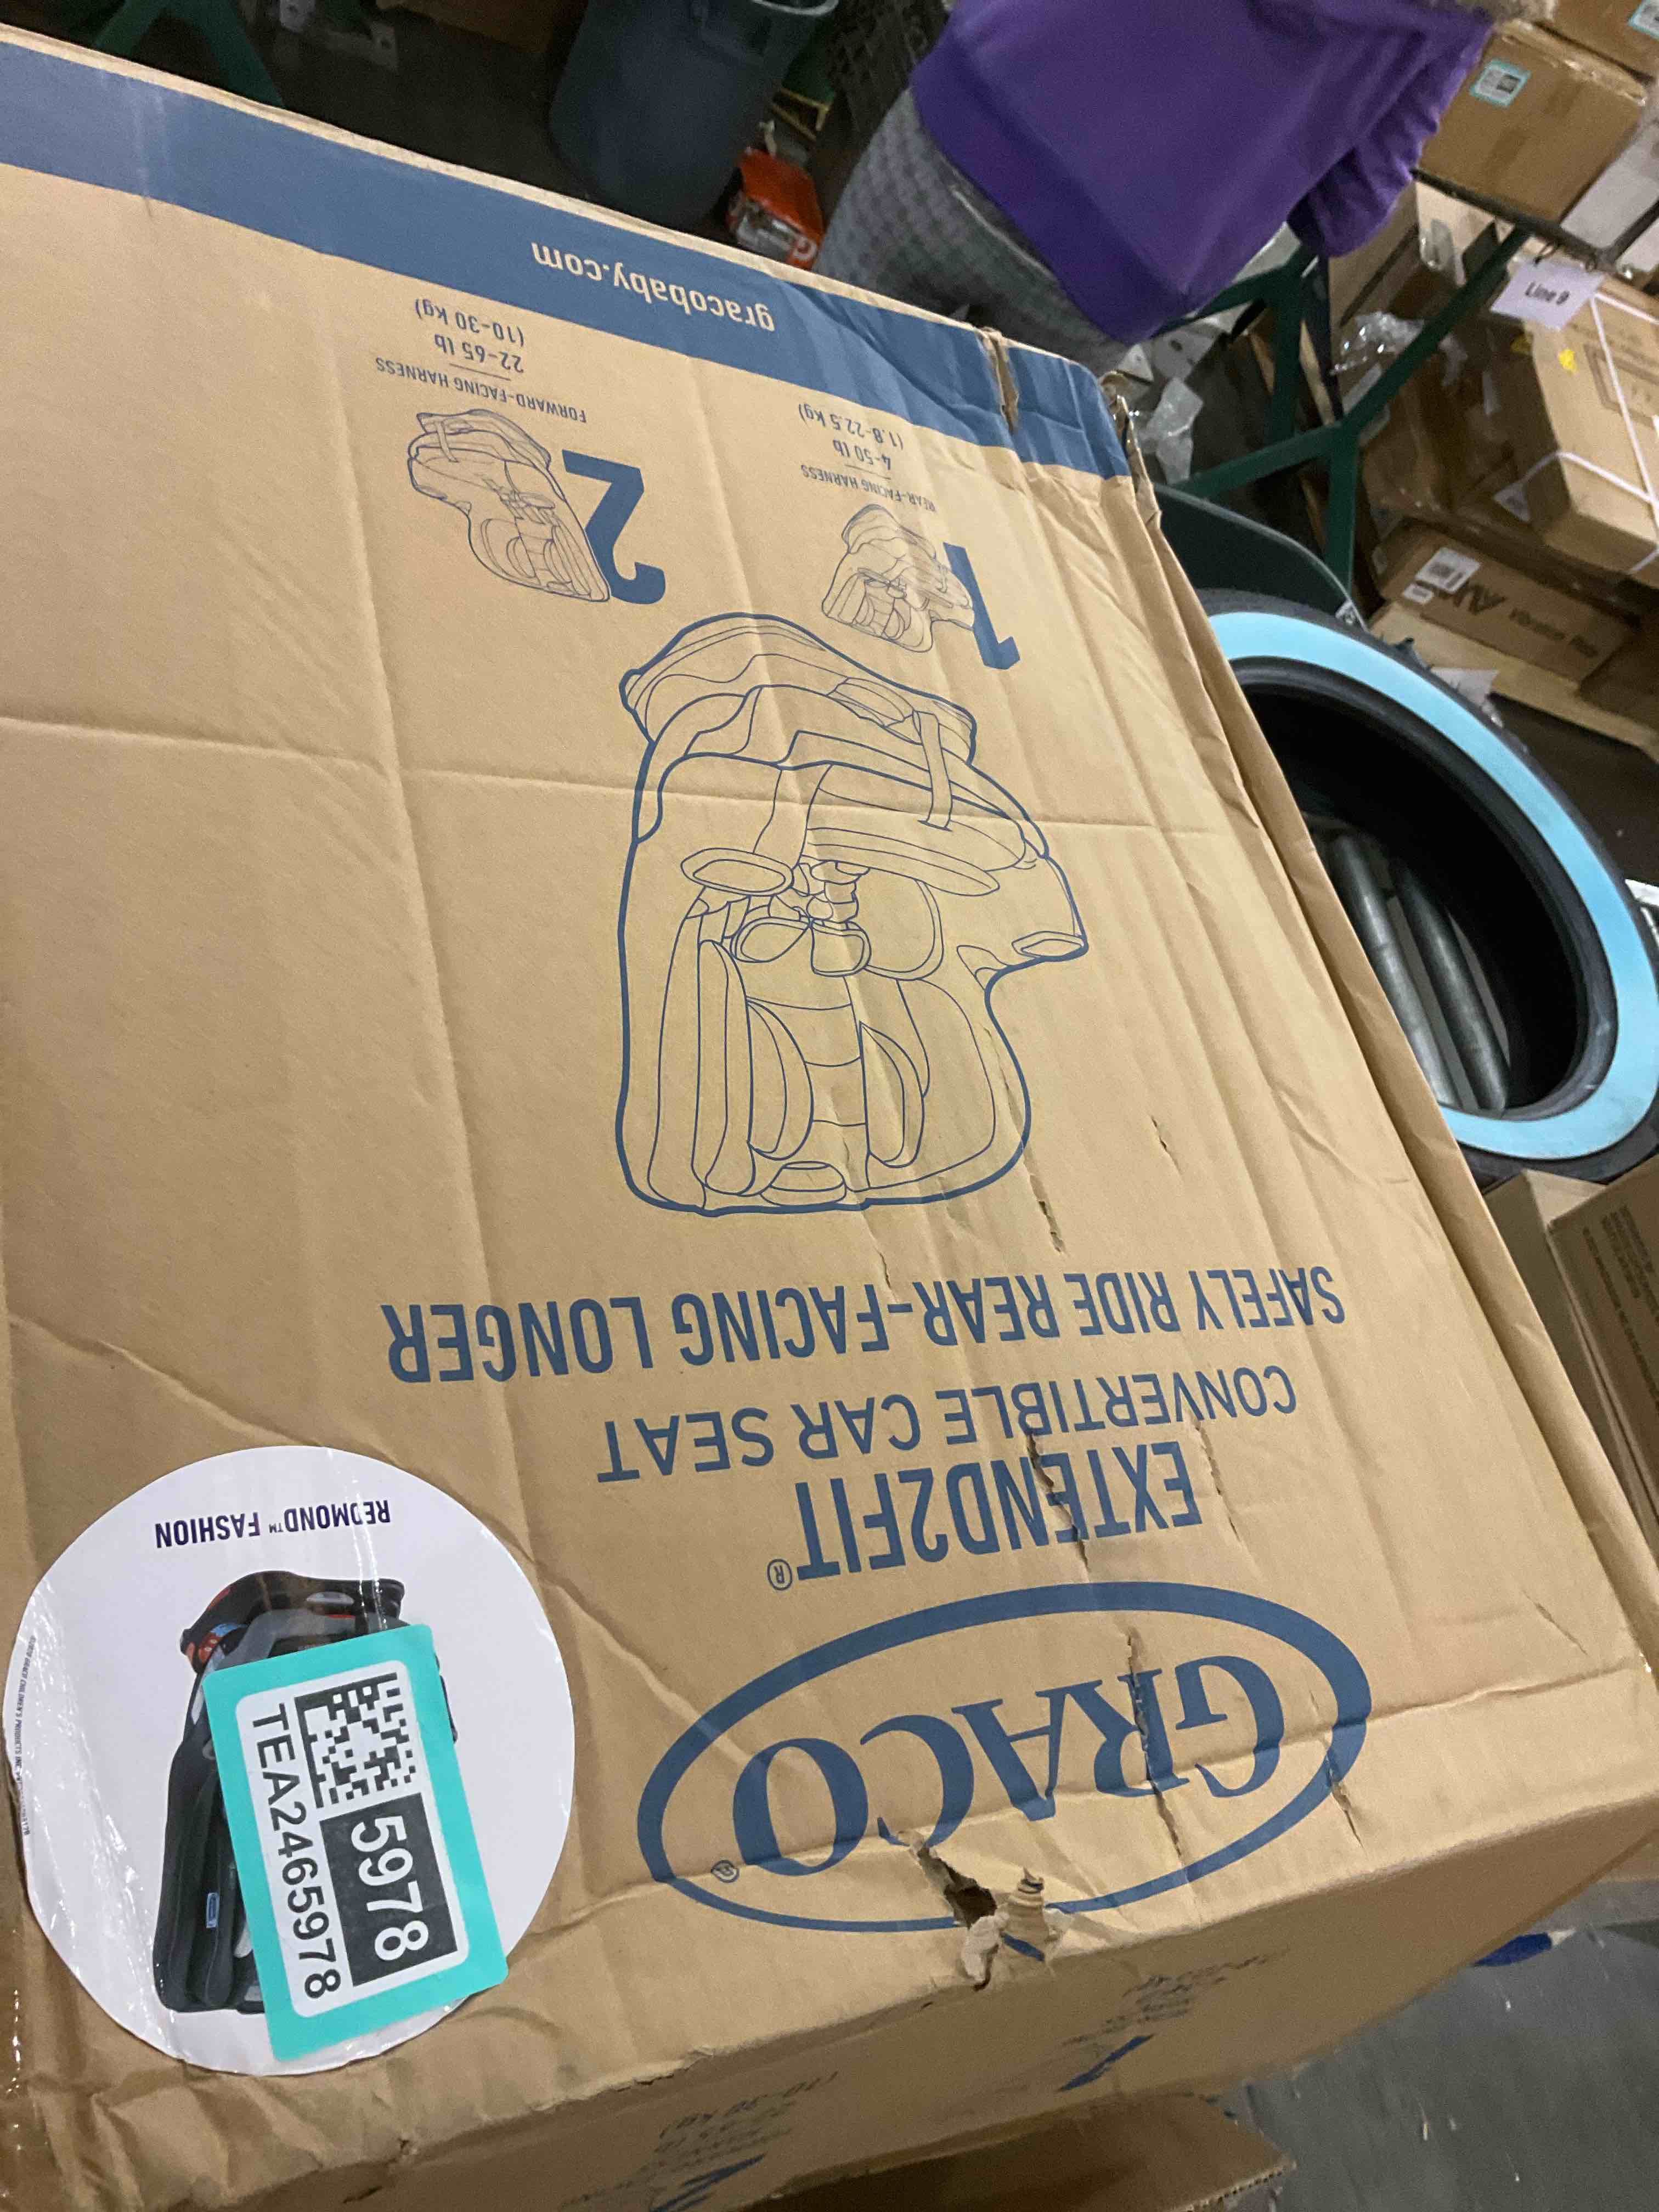 GRACO®
EXTEND2FIT®
CONVERTIBLE CAR SEAT
SAFELY RIDE REAR-FACING LONGER
1
REAR-FACING HARNESS
4-50 lb
(1.8-22.5 kg)
2
FORWARD-FACING HARNESS
22-65 lb
(10-30 kg)
gracobaby.com
REDMOND™ FASHION
TEA2465978
5978
Line 9